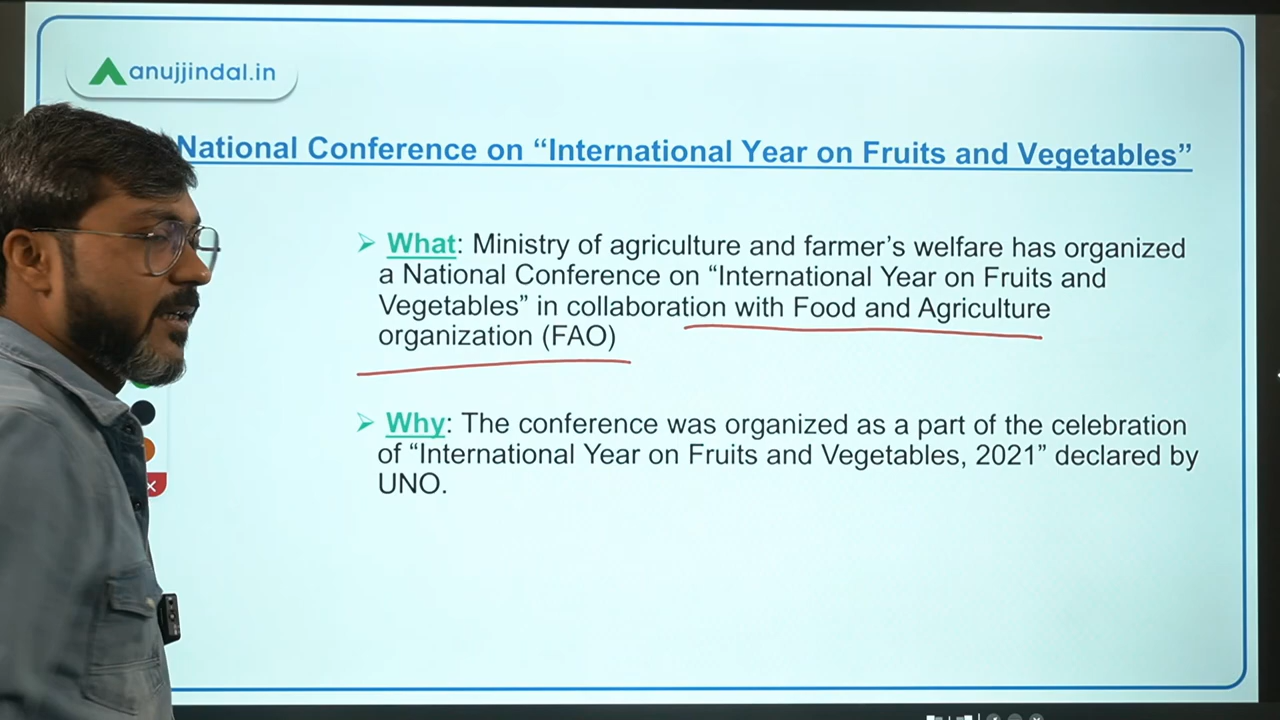 anujjindal.in
National Conference on “International Year on Fruits and Vegetables”
➢ What: Ministry of agriculture and farmer’s welfare has organized
a National Conference on “International Year on Fruits and
Vegetables” in collaboration with Food and Agriculture
organization (FAO)
➢ Why: The conference was organized as a part of the celebration
of “International Year on Fruits and Vegetables, 2021” declared by
UNO.